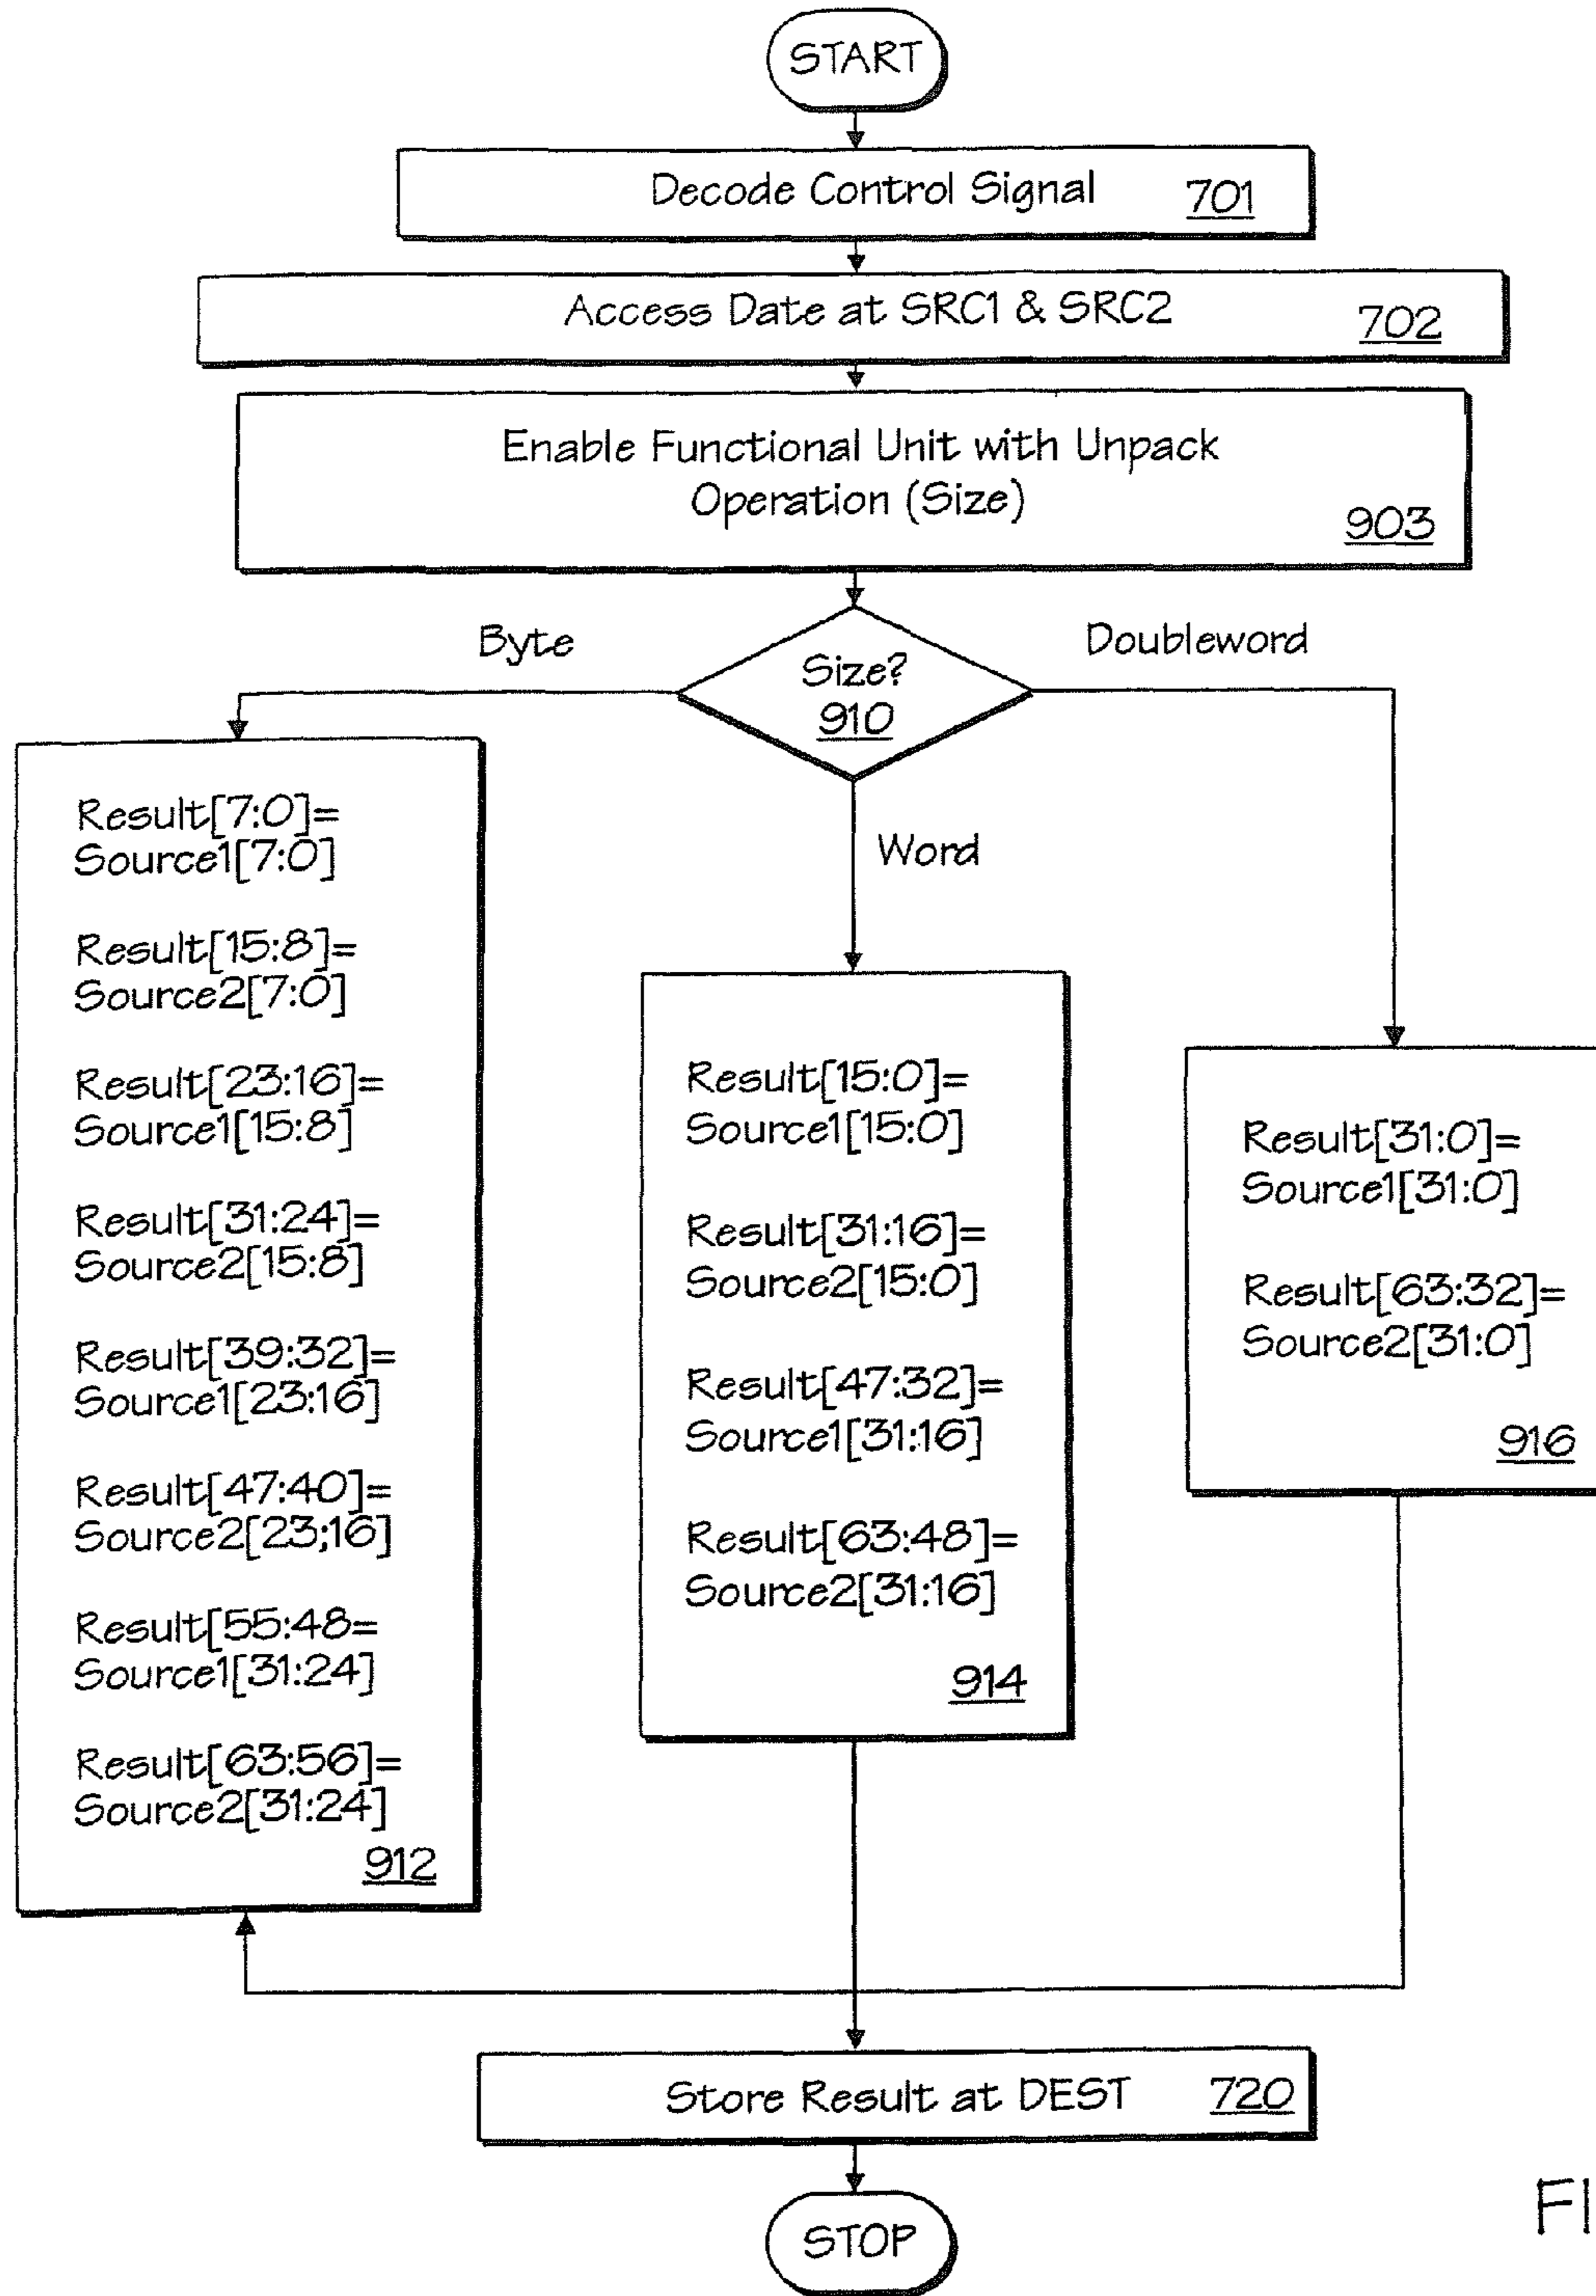 START
Decode Control Signal 701
Access Date at SRC1 & SRC2 702
Enable Functional Unit with Unpack
Operation (Size)
903
Byte
Size?
910
Doubleword
Word
Result[7:0]=
Source1[7:0]
Result[15:8]=
Source2[7:0]
Result[23:16]=
Source1[15:8]
Result[31:24]=
Source2[15:8]
Result[39:32]=
Source1[23:16]
Result[47:40]=
Source2[23;16]
Result[55:48=
Source1[31:24]
Result[63:56]=
Source2[31:24]
912
Result[15:0]=
Source1[15:0]
Result[31:16]=
Source2[15:0]
Result[47:32]=
Source1[31:16]
Result[63:48]=
Source2[31:16]
914
Result[31:0]=
Source1[31:0]
Result[63:32]=
Source2[31:0]
916
Store Result at DEST 720
STOP
FI